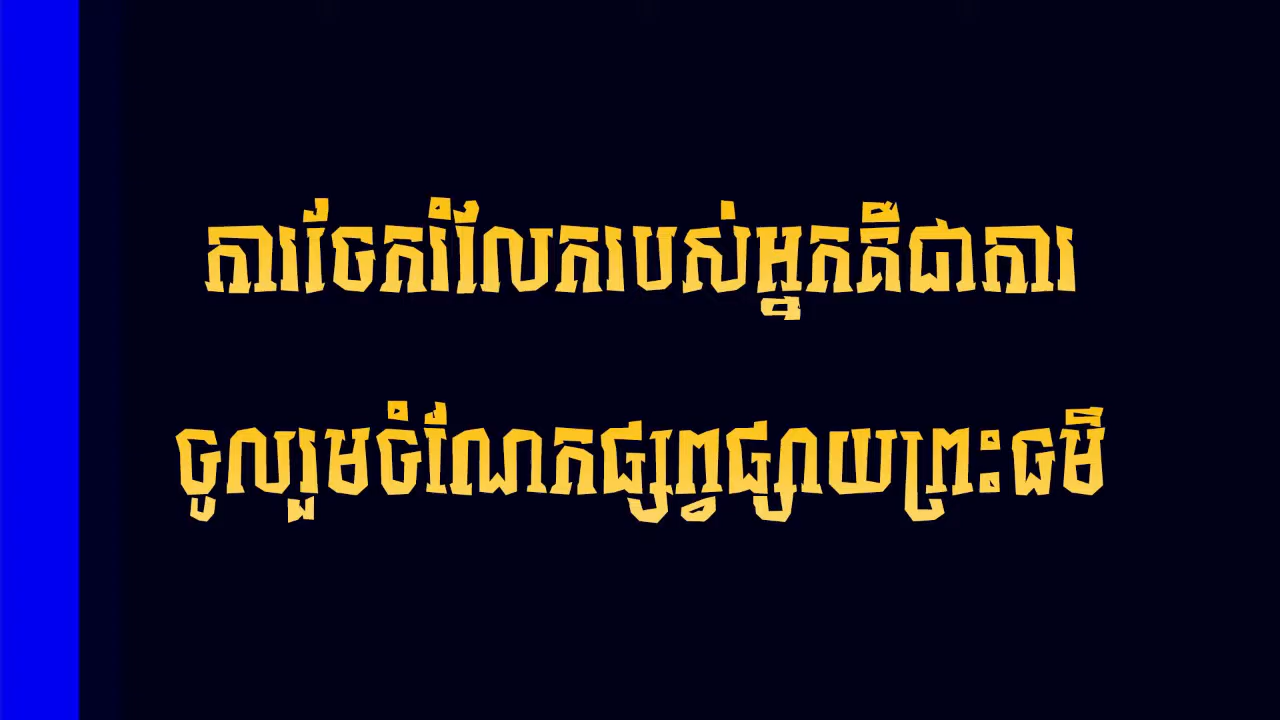 ការចែករំលែករបស់អ្នកគឺជាការ
ចូលរួមចំណែកផ្សព្វផ្សាយព្រះធម៌